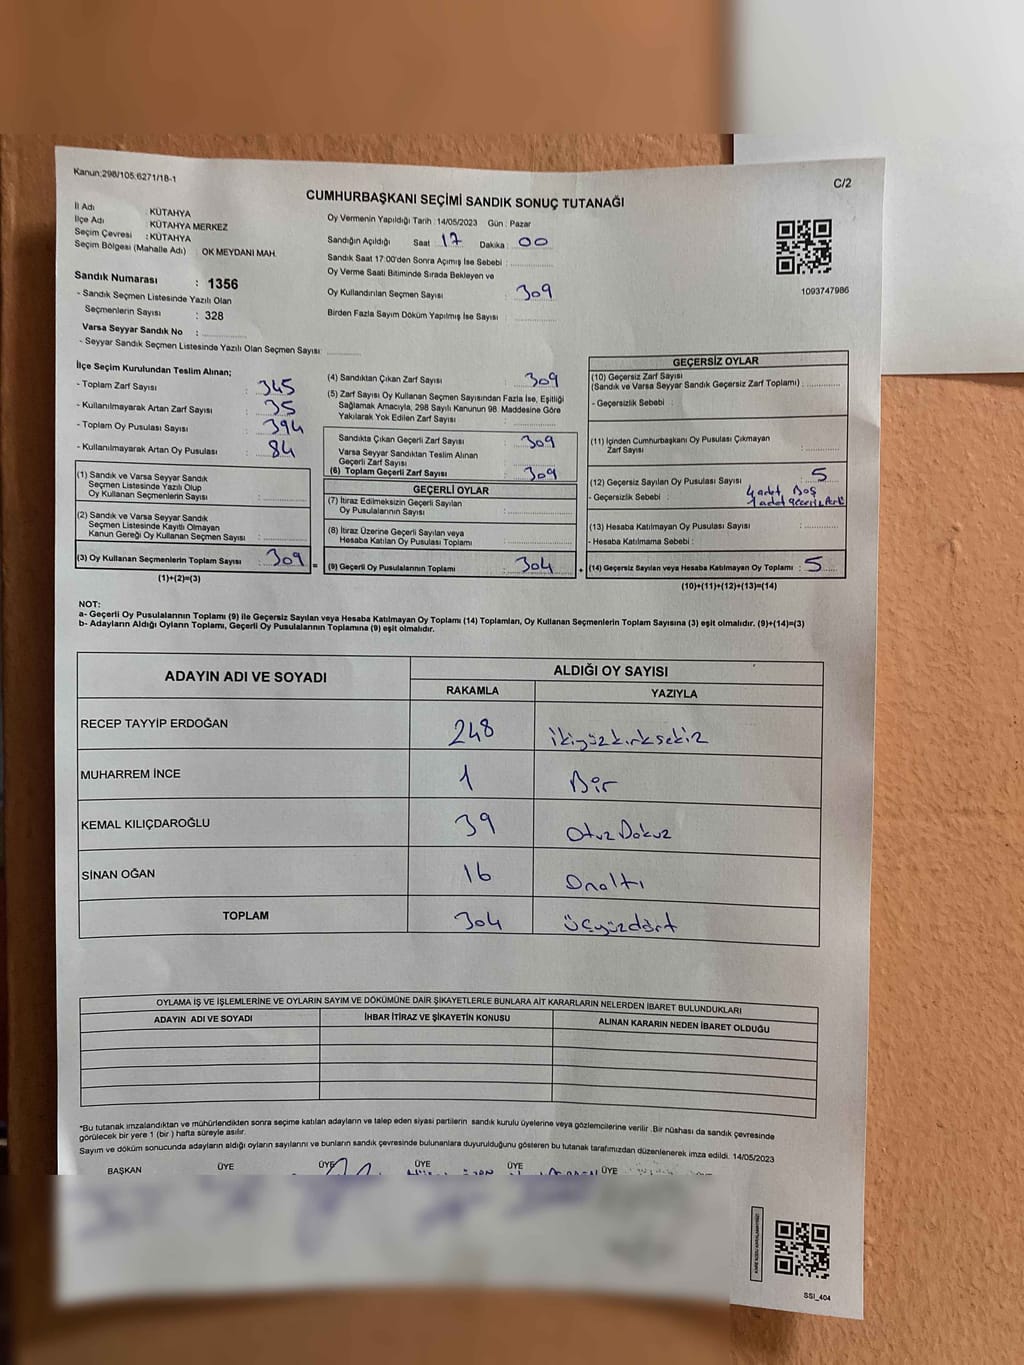 Kanun:298/105;6271/18-1
C/2
CUMHURBAŞKANI SEÇİMİ SANDIK SONUÇ TUTANAĞI
İl Adı : KÜTAHYA
İlçe Adı : KÜTAHYA MERKEZ
Seçim Çevresi : KÜTAHYA
Seçim Bölgesi (Mahalle Adı) OK MEYDANI MAH.
Sandık Numarası : 1356
- Sandık Seçmen Listesinde Yazılı Olan
Seçmenlerin Sayısı : 328
Varsa Seyyar Sandık No :
- Seyyar Sandık Seçmen Listesinde Yazılı Olan Seçmen Sayısı:
Oy Vermenin Yapıldığı Tarih : 14/05/2023 Gün : Pazar
Sandığın Açıldığı Saat 17 Dakika : 00
Sandık Saat 17:00'den Sonra Açımış İse Sebebi :
Oy Verme Saati Bitiminde Sırada Bekleyen ve
Oy Kullandırılan Seçmen Sayısı : 309
Birden Fazla Sayım Döküm Yapılmış İse Sayısı :
1093747986
İlçe Seçim Kurulundan Teslim Alınan;
- Toplam Zarf Sayısı : 345
- Kullanılmayarak Artan Zarf Sayısı : 35
- Toplam Oy Pusulası Sayısı : 394
- Kullanılmayarak Artan Oy Pusulası : 84
(1) Sandık ve Varsa Seyyar Sandık
Seçmen Listesinde Yazılı Olup
Oy Kullanan Seçmenlerin Sayısı :
(2) Sandık ve Varsa Seyyar Sandık
Seçmen Listesinde Kayıtlı Olmayan
Kanun Gereği Oy Kullanan Seçmen Sayısı :
(3) Oy Kullanan Seçmenlerin Toplam Sayısı : 309 =
(1)+(2)=(3)
(4) Sandıktan Çıkan Zarf Sayısı : 309
(5) Zarf Sayısı Oy Kullanan Seçmen Sayısından Fazla İse, Eşitliği
Sağlamak Amacıyla, 298 Sayılı Kanunun 98. Maddesine Göre
Yakılarak Yok Edilen Zarf Sayısı :
Sandıkta Çıkan Geçerli Zarf Sayısı : 309
Varsa Seyyar Sandıktan Teslim Alınan
Geçerli Zarf Sayısı
(6) Toplam Geçerli Zarf Sayısı : 309
GEÇERLİ OYLAR
(7) İtiraz Edilmeksizin Geçerli Sayılan
Oy Pusulalarının Sayısı :
(8) İtiraz Üzerine Geçerli Sayılan veya
Hesaba Katılan Oy Pusulası Toplamı :
(9) Geçerli Oy Pusulalarının Toplamı : 304 +
GEÇERSİZ OYLAR
(10) Geçersiz Zarf Sayısı
(Sandık ve Varsa Seyyar Sandık Geçersiz Zarf Toplamı) :
- Geçersizlik Sebebi :
(11) İçinden Cumhurbaşkanı Oy Pusulası Çıkmayan
Zarf Sayısı :
(12) Geçersiz Sayılan Oy Pusulası Sayısı : 5
- Geçersizlik Sebebi : 4 adet Boş
1 adet
(13) Hesaba Katılmayan Oy Pusulası Sayısı :
- Hesaba Katılmama Sebebi :
(14) Geçersiz Sayılan veya Hesaba Katılmayan Oy Toplamı : 5
(10)+(11)+(12)+(13)=(14)
NOT:
a- Geçerli Oy Pusulalarının Toplamı (9) ile Geçersiz Sayılan veya Hesaba Katılmayan Oy Toplamı (14) Toplamları, Oy Kullanan Seçmenlerin Toplam Sayısına (3) eşit olmalıdır. (9)+(14)=(3)
b- Adayların Aldığı Oyların Toplamı, Geçerli Oy Pusulalarının Toplamına (9) eşit olmalıdır.
ADAYIN ADI VE SOYADI
ALDIĞI OY SAYISI
RAKAMLA YAZIYLA
RECEP TAYYİP ERDOĞAN 248 ikiyüzkırksekiz
MUHARREM İNCE 1 Bir
KEMAL KILIÇDAROĞLU 39 OtuzDokuz
SİNAN OĞAN 16 Onaltı
TOPLAM 304 Üçyüzdört
OYLAMA İŞ VE İŞLEMLERİNE VE OYLARIN SAYIM VE DÖKÜMÜNE DAİR ŞİKAYETLERLE BUNLARA AİT KARARLARIN NELERDEN İBARET BULUNDUKLARI
ADAYIN ADI VE SOYADI İHBAR İTİRAZ VE ŞİKAYETİN KONUSU ALINAN KARARIN NEDEN İBARET OLDUĞU
*Bu tutanak imzalandıktan ve mühürlendikten sonra seçime katılan adayların ve talep eden siyasi partilerin sandık kurulu üyelerine veya gözlemcilerine verilir .Bir nüshası da sandık çevresinde
görülecek bir yere 1 (bir ) hafta süreyle asılır.
Sayım ve döküm sonucunda adayların aldığı oyların sayılarını ve bunların sandık çevresinde bulunanlara duyurulduğunu gösteren bu tutanak tarafımızdan düzenlenerek imza edildi. 14/05/2023
BAŞKAN ÜYE ÜYE ÜYE ÜYE ÜYE
SSI_404